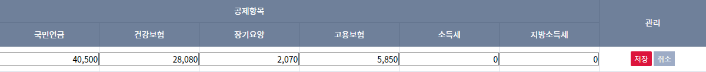 공제항목
관리
국민연금 건강보험 장기요양 고용보험 소득세 지방소득세
40,500 28,080 2,070 5,850 0 0 저장 취소